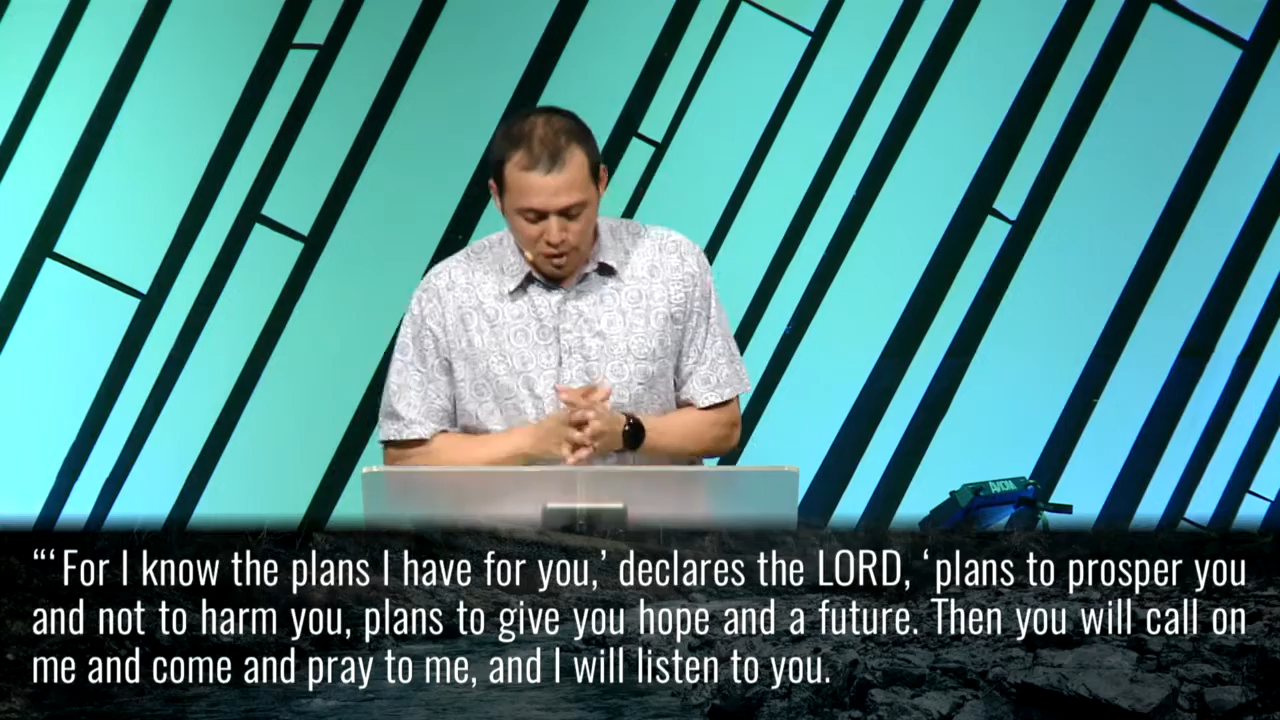 AVIOM
“‘For I know the plans I have for you,’ declares the LORD, ‘plans to prosper you
and not to harm you, plans to give you hope and a future. Then you will call on
me and come and pray to me, and I will listen to you.